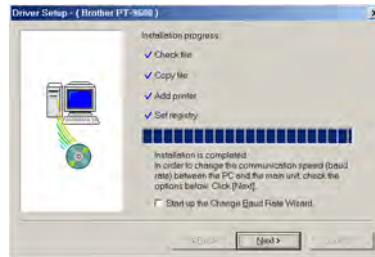 Driver Setup - ( Brother PT-9600 )
Installation progress:
Check file
Copy file
Add printer
Set registry
Installation is completed.
In order to change the communication speed (baud
rate) between the PC and the main unit, check the
options below. Click [Next].
Start up the Change Baud Rate Wizard.
< Back
Next >